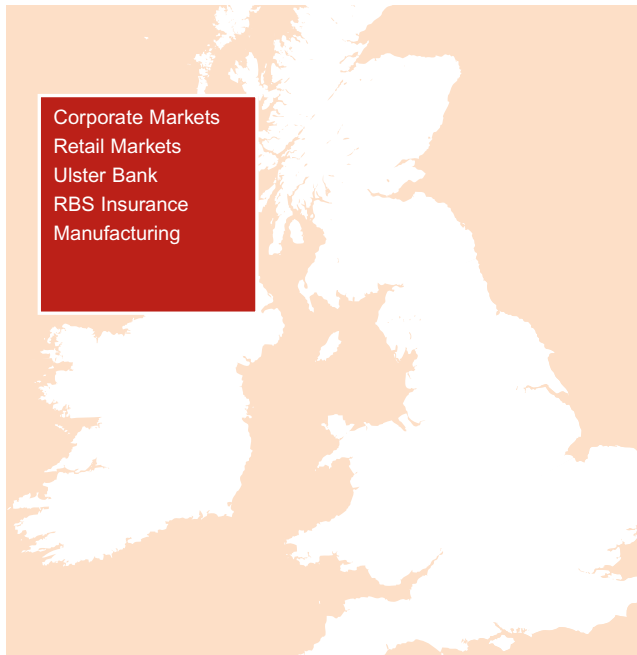 Corporate Markets
Retail Markets
Ulster Bank
RBS Insurance
Manufacturing